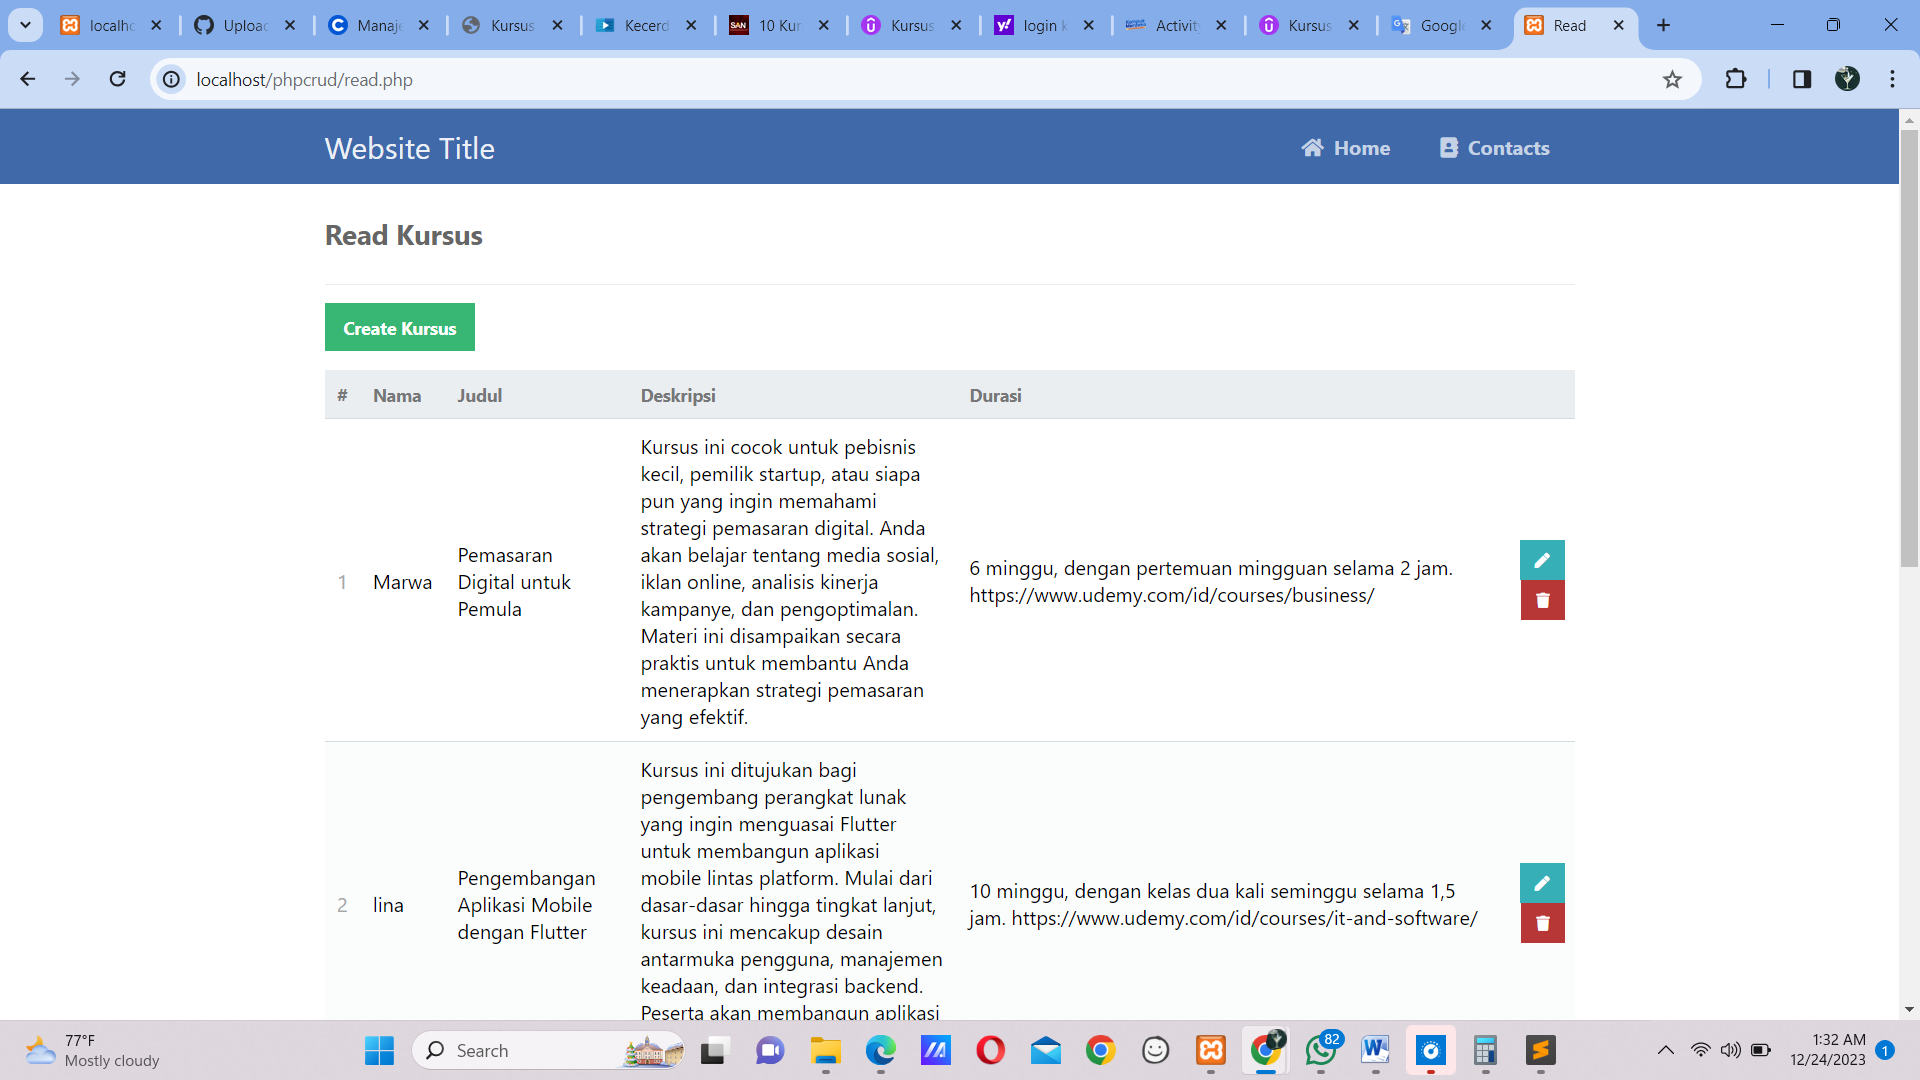 localho
Upload
Manaje
Kursus
Kecerd
10 Kur
Kursus
login k
Activity
Kursus
Google
Read
localhost/phpcrud/read.php
Website Title
Home
Contacts
Read Kursus
Create Kursus
# Nama Judul Deskripsi Durasi
Kursus ini cocok untuk pebisnis
kecil, pemilik startup, atau siapa
pun yang ingin memahami
strategi pemasaran digital. Anda
akan belajar tentang media sosial,
iklan online, analisis kinerja
kampanye, dan pengoptimalan.
Materi ini disampaikan secara
praktis untuk membantu Anda
menerapkan strategi pemasaran
yang efektif.
1
Marwa
Pemasaran
Digital untuk
Pemula
6 minggu, dengan pertemuan mingguan selama 2 jam.
https://www.udemy.com/id/courses/business/
Kursus ini ditujukan bagi
pengembang perangkat lunak
yang ingin menguasai Flutter
untuk membangun aplikasi
mobile lintas platform. Mulai dari
dasar-dasar hingga tingkat lanjut,
kursus ini mencakup desain
antarmuka pengguna, manajemen
keadaan, dan integrasi backend.
Peserta akan membangun aplikasi
2
lina
Pengembangan
Aplikasi Mobile
dengan Flutter
10 minggu, dengan kelas dua kali seminggu selama 1,5
jam. https://www.udemy.com/id/courses/it-and-software/
77°F
Mostly cloudy
Search
82
1:32 AM
12/24/2023
1